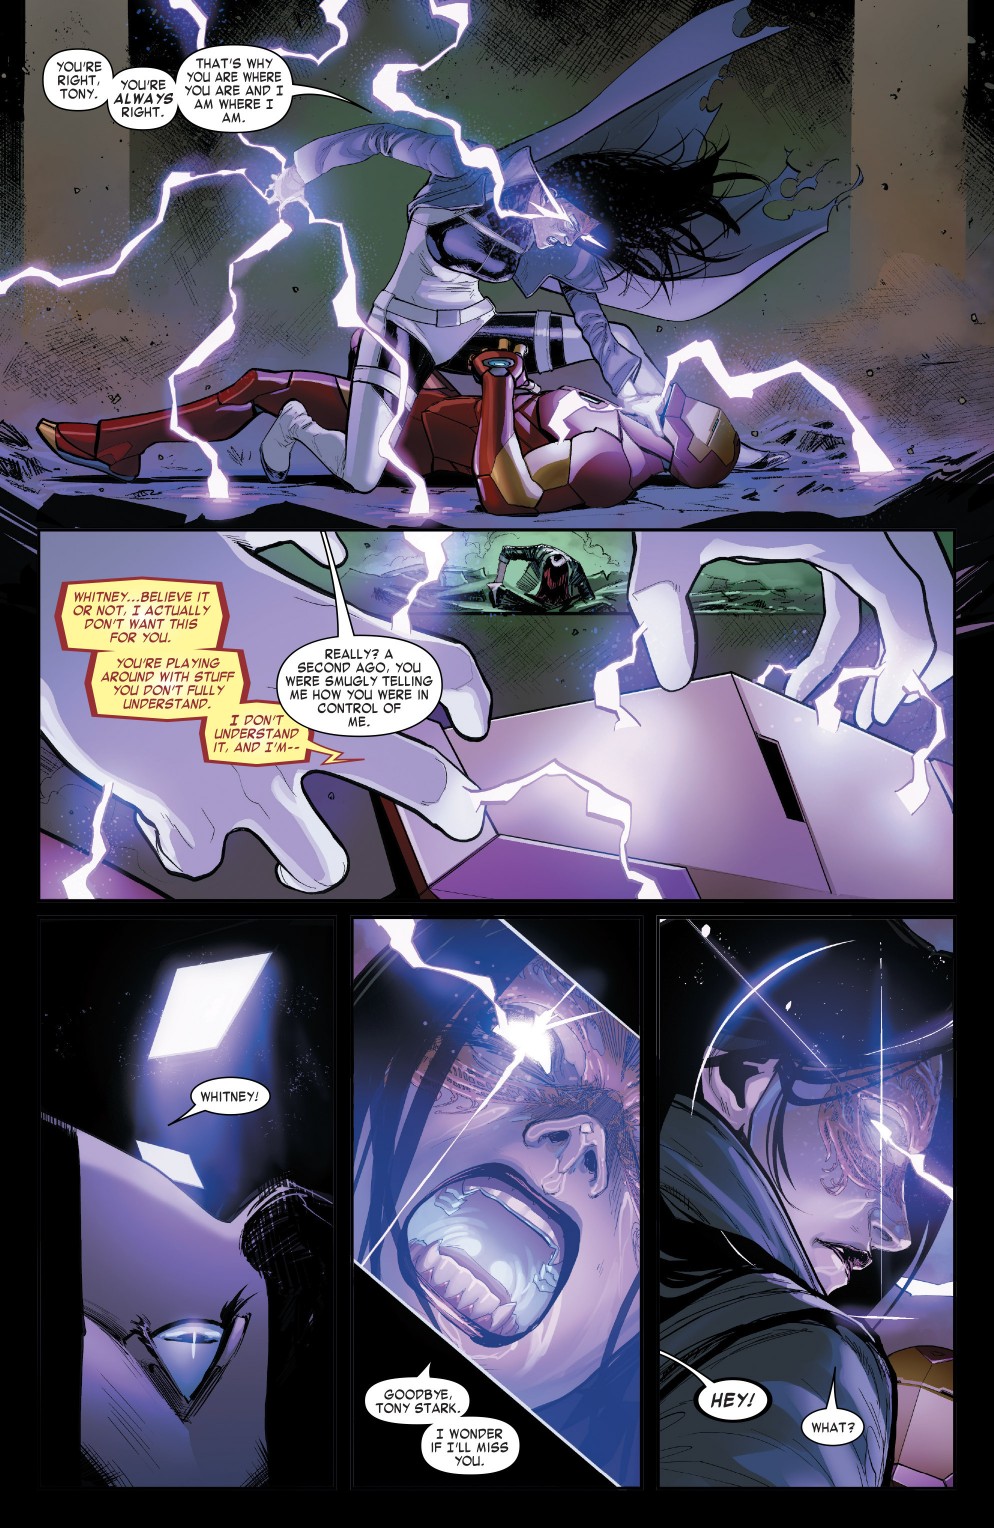 YOU'RE
RIGHT,
TONY.
YOU'RE
ALWAYS
RIGHT.
THAT'S WHY
YOU ARE WHERE
YOU ARE AND I
AM WHERE I
AM.
WHITNEY...BELIEVE IT
OR NOT, I ACTUALLY
DON'T WANT THIS
FOR YOU.
YOU'RE PLAYING
AROUND WITH STUFF
YOU DON'T FULLY
UNDERSTAND.
I DON'T
UNDERSTAND
IT, AND I'M--
REALLY? A
SECOND AGO, YOU
WERE SMUGLY TELLING
ME HOW YOU WERE IN
CONTROL OF
ME.
WHITNEY!
GOODBYE,
TONY STARK.
I WONDER
IF I'LL MISS
YOU.
HEY!
WHAT?